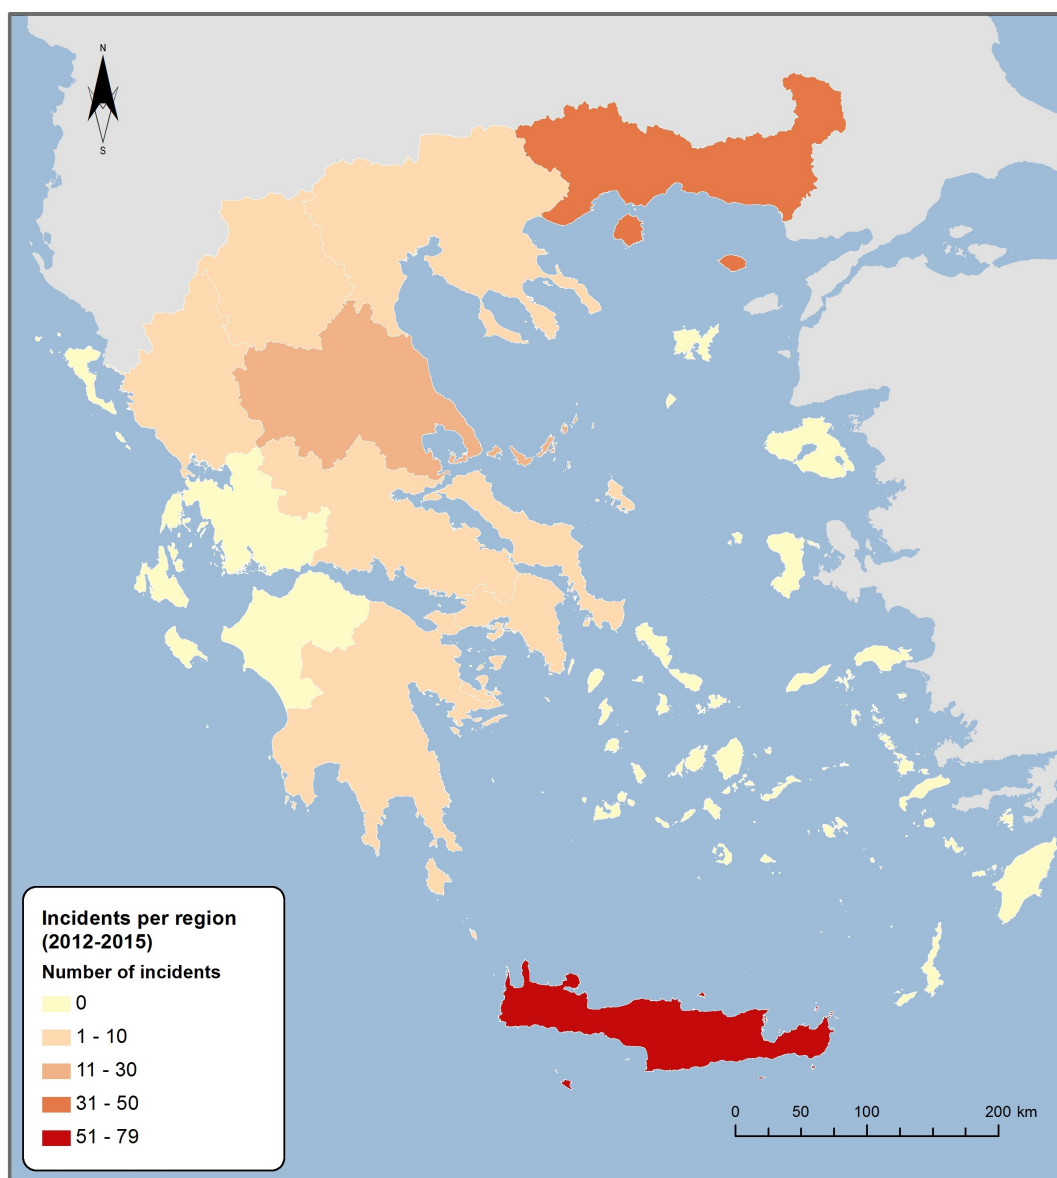 N
S
Incidents per region
(2012-2015)
Number of incidents
0
1 - 10
11 - 30
31 - 50
51 - 79
0 50 100 200 km